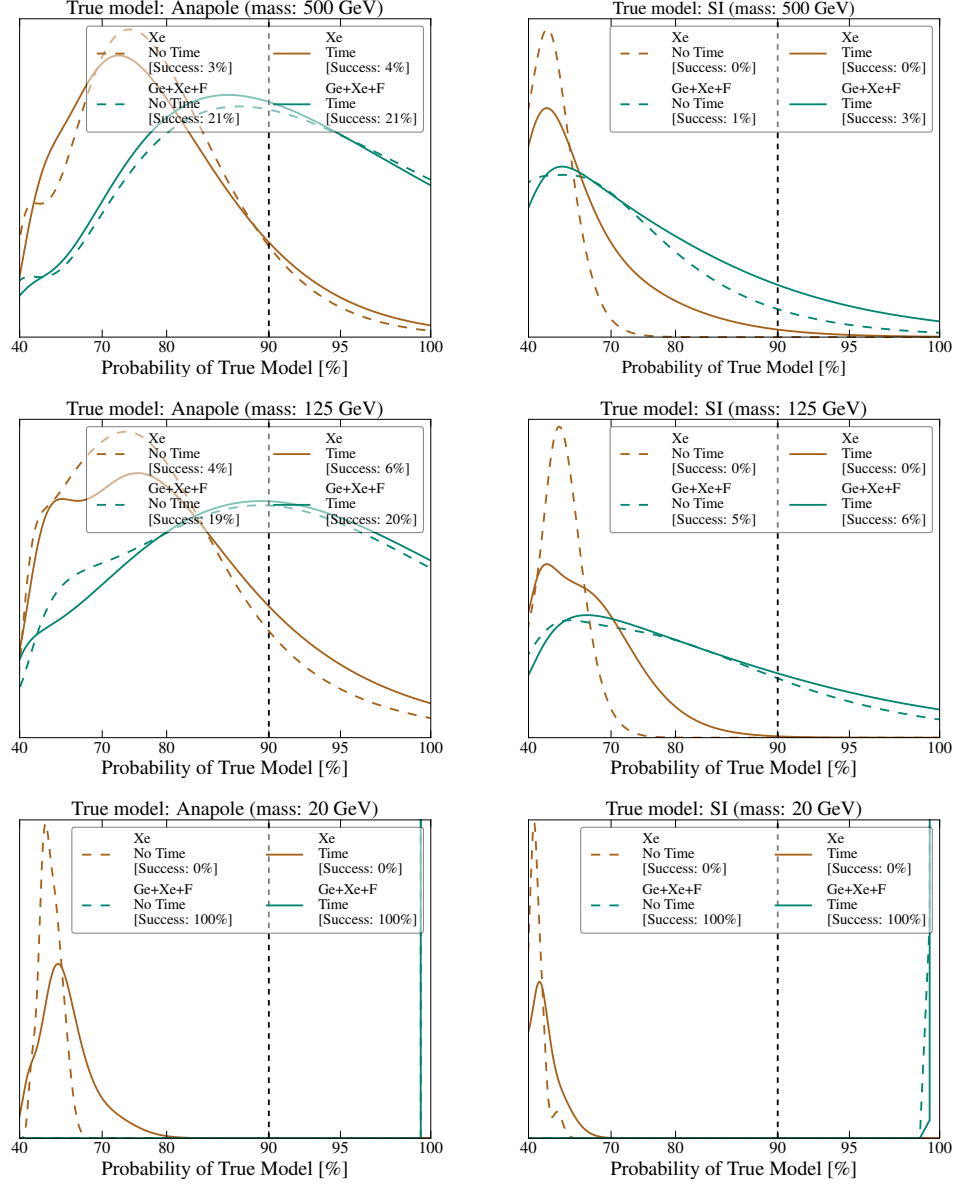 True model: Anapole (mass: 500 GeV)
Xe
No Time
[Success: 3%]
Ge+Xe+F
No Time
[Success: 21%]
Xe
Time
[Success: 4%]
Ge+Xe+F
Time
[Success: 21%]
40 70 80 90 95 100
Probability of True Model [%]
True model: SI (mass: 500 GeV)
Xe
No Time
[Success: 0%]
Ge+Xe+F
No Time
[Success: 1%]
Xe
Time
[Success: 0%]
Ge+Xe+F
Time
[Success: 3%]
40 70 80 90 95 100
Probability of True Model [%]
True model: Anapole (mass: 125 GeV)
Xe
No Time
[Success: 4%]
Ge+Xe+F
No Time
[Success: 19%]
Xe
Time
[Success: 6%]
Ge+Xe+F
Time
[Success: 20%]
40 70 80 90 95 100
Probability of True Model [%]
True model: SI (mass: 125 GeV)
Xe
No Time
[Success: 0%]
Ge+Xe+F
No Time
[Success: 5%]
Xe
Time
[Success: 0%]
Ge+Xe+F
Time
[Success: 6%]
40 70 80 90 95 100
Probability of True Model [%]
True model: Anapole (mass: 20 GeV)
Xe
No Time
[Success: 0%]
Ge+Xe+F
No Time
[Success: 100%]
Xe
Time
[Success: 0%]
Ge+Xe+F
Time
[Success: 100%]
40 70 80 90 95 100
Probability of True Model [%]
True model: SI (mass: 20 GeV)
Xe
No Time
[Success: 0%]
Ge+Xe+F
No Time
[Success: 100%]
Xe
Time
[Success: 0%]
Ge+Xe+F
Time
[Success: 100%]
40 70 80 90 95 100
Probability of True Model [%]